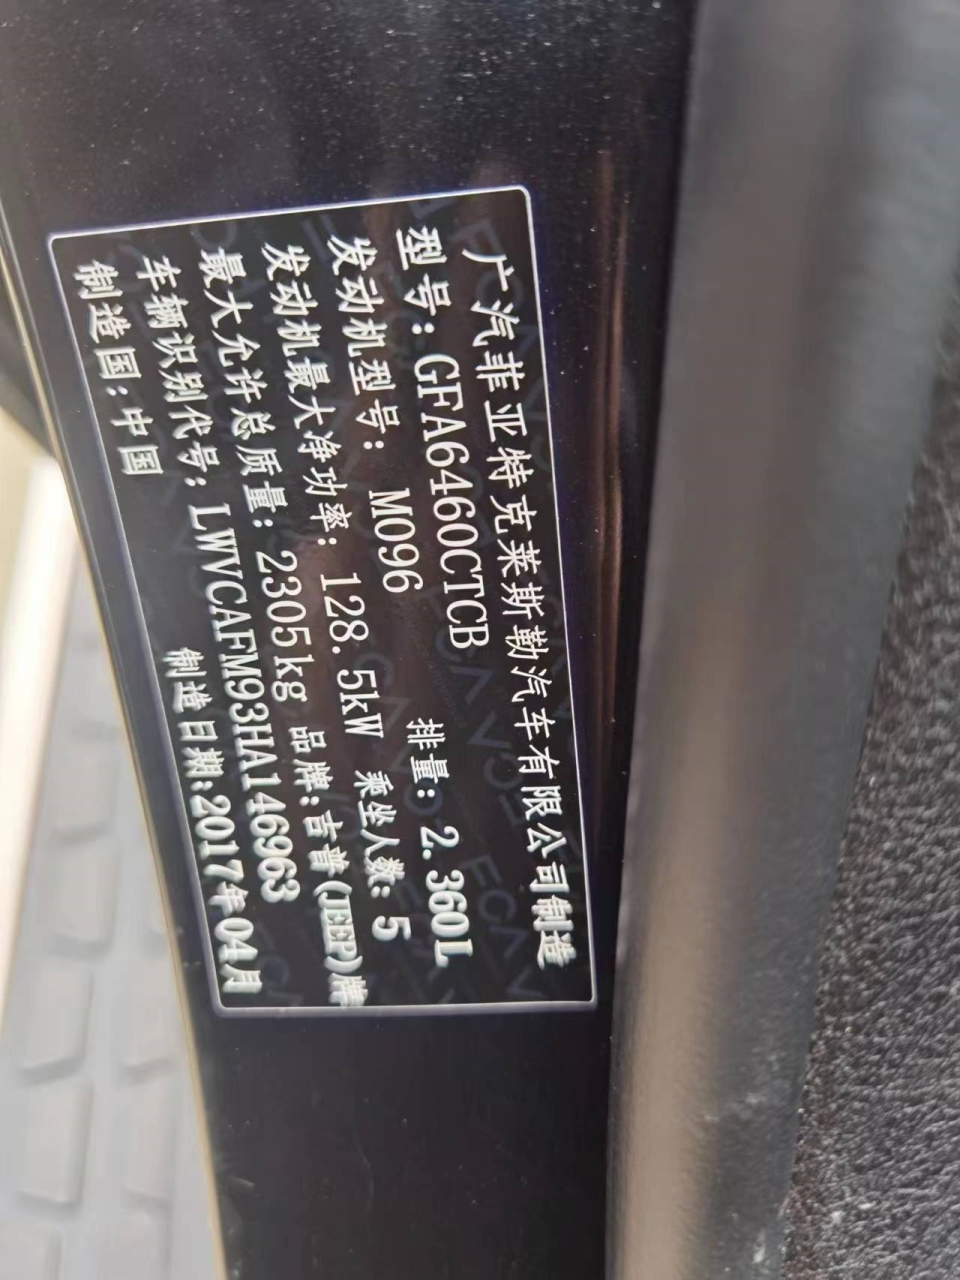 广汽菲亚特克莱斯勒汽车有限公司制造
型号:GFA6460CTCB 排量:2.360L
发动机型号: M096 乘坐人数:5
发动机最大净功率:128.5kW 品牌:吉普(JEEP)牌
最大允许总质量:2305kg
车辆识别代号:LWVCAFM93HA146963
制造国:中国 制造日期:2017年04月